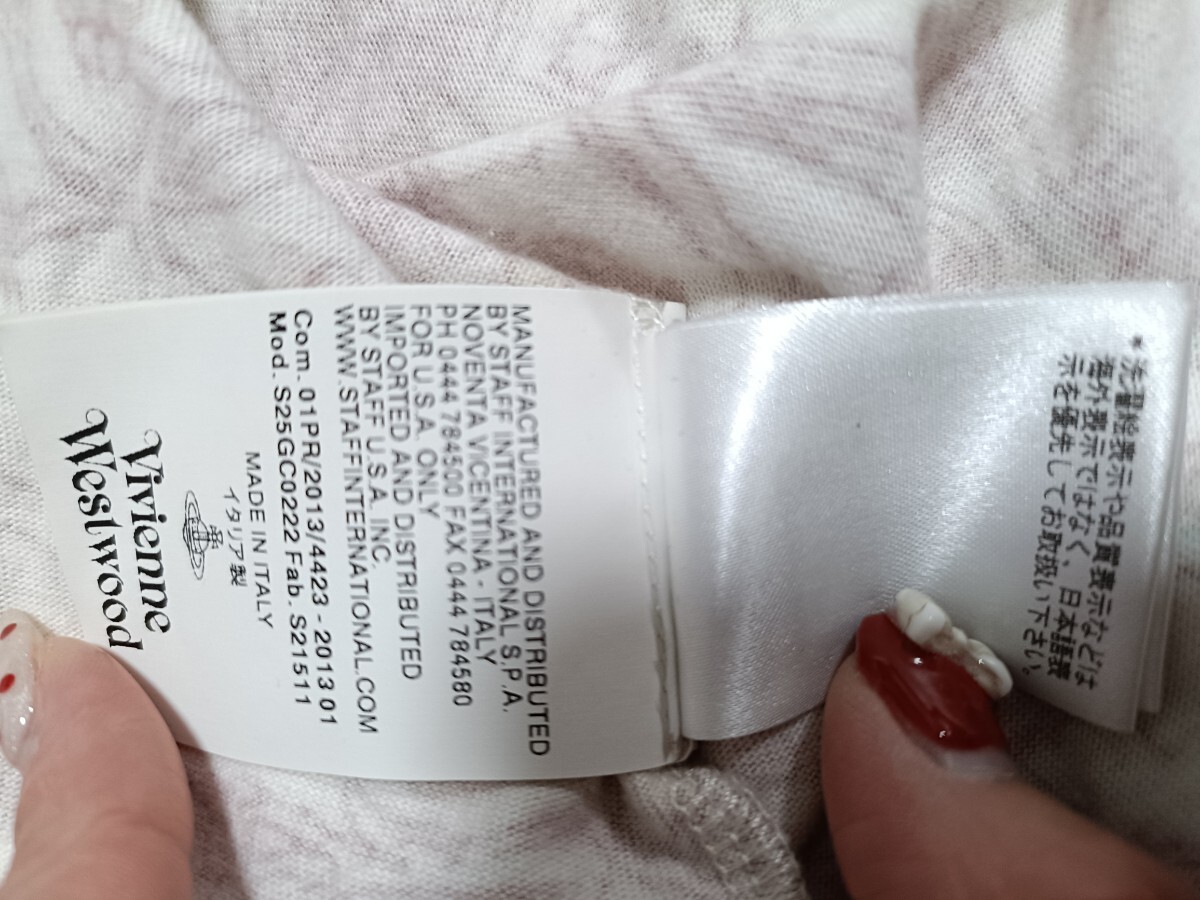 Vivienne
Westwood
MADE IN ITALY
イタリア製
MANUFACTURED AND DISTRIBUTED
BY STAFF INTERNATIONAL S.P.A.
NOVENTA VICENTINA - ITALY
PH 0444 784500 FAX 0444 784580
FOR U.S.A. ONLY
IMPORTED AND DISTRIBUTED
BY STAFF U.S.A. INC.
WWW.STAFFINTERNATIONAL.COM
Com. 01PR/2013/4423 - 2013 01
Mod. S25GC0222 Fab. S21511
*洗濯絵表示や品質表示などは
海外表示ではなく、日本語表
示を優先してお取扱い下さい。